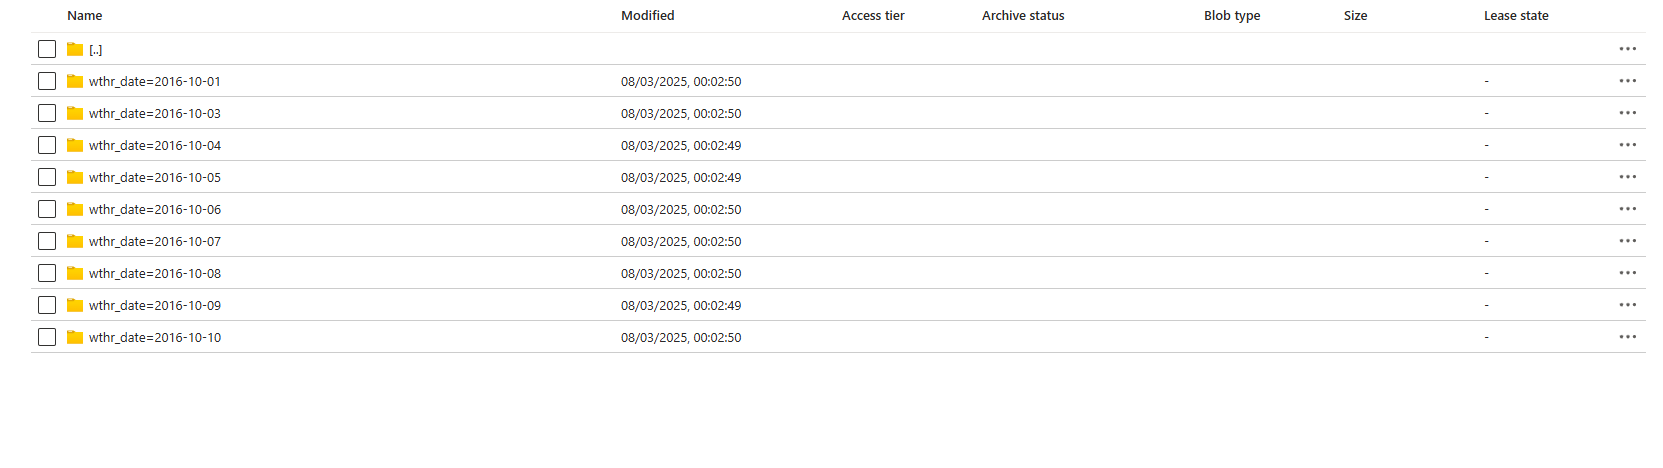 Name Modified Access tier Archive status Blob type Size Lease state
[..] •••
wthr_date=2016-10-01 08/03/2025, 00:02:50 - •••
wthr_date=2016-10-03 08/03/2025, 00:02:50 - •••
wthr_date=2016-10-04 08/03/2025, 00:02:49 - •••
wthr_date=2016-10-05 08/03/2025, 00:02:49 - •••
wthr_date=2016-10-06 08/03/2025, 00:02:50 - •••
wthr_date=2016-10-07 08/03/2025, 00:02:50 - •••
wthr_date=2016-10-08 08/03/2025, 00:02:50 - •••
wthr_date=2016-10-09 08/03/2025, 00:02:49 - •••
wthr_date=2016-10-10 08/03/2025, 00:02:50 - •••